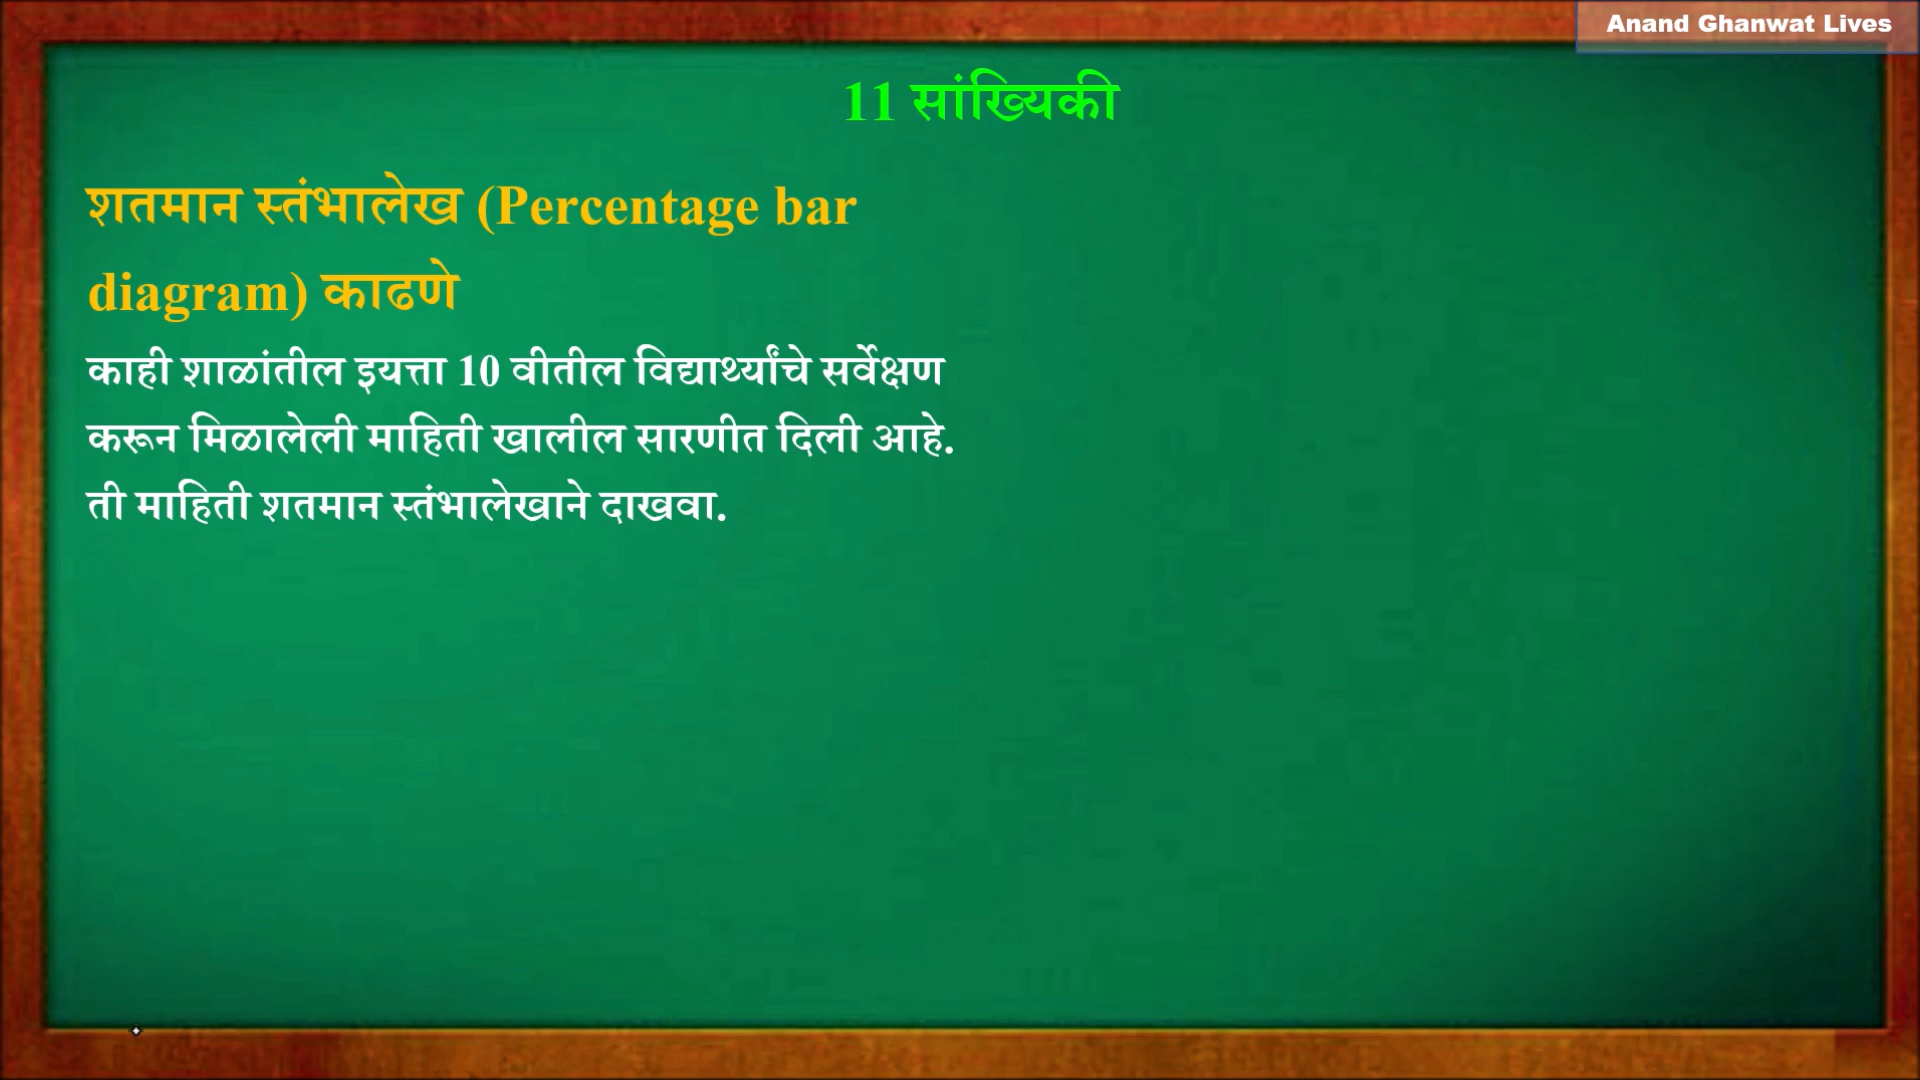 Anand Ghanwat Lives
11 सांख्यिकी
शतमान स्तंभालेख (Percentage bar
diagram) काढणे
काही शाळांतील इयत्ता 10 वीतील विद्यार्थ्यांचे सर्वेक्षण
करून मिळालेली माहिती खालील सारणीत दिली आहे.
ती माहिती शतमान स्तंभालेखाने दाखवा.